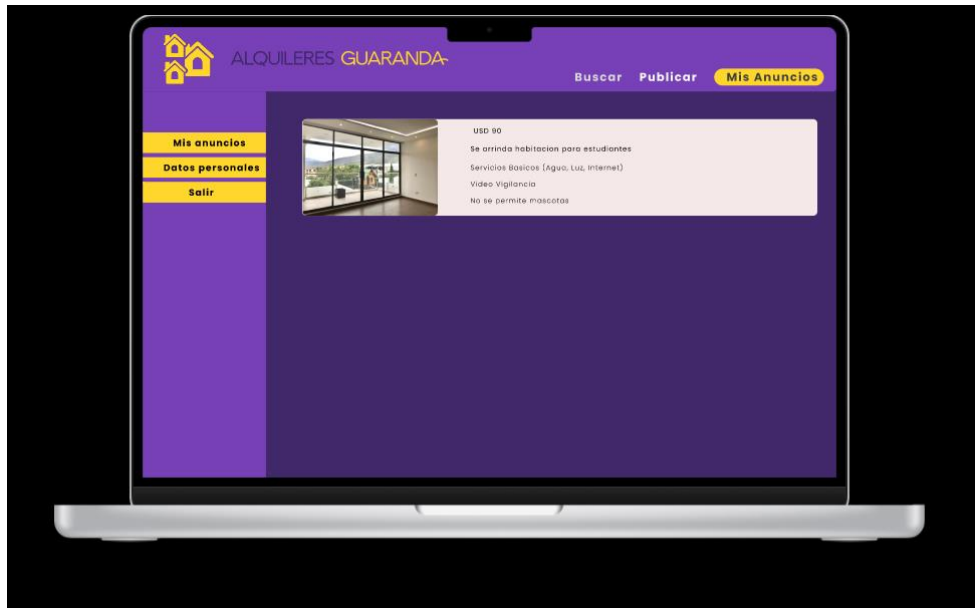 ALQUILERES GUARANDA
Buscar Publicar Mis Anuncios
Mis anuncios
Datos personales
Salir
USD 90
Se arrinda habitacion para estudiantes
Servicios Basicos (Agua, Luz, Internet)
Video Vigilancia
No se permite mascotas